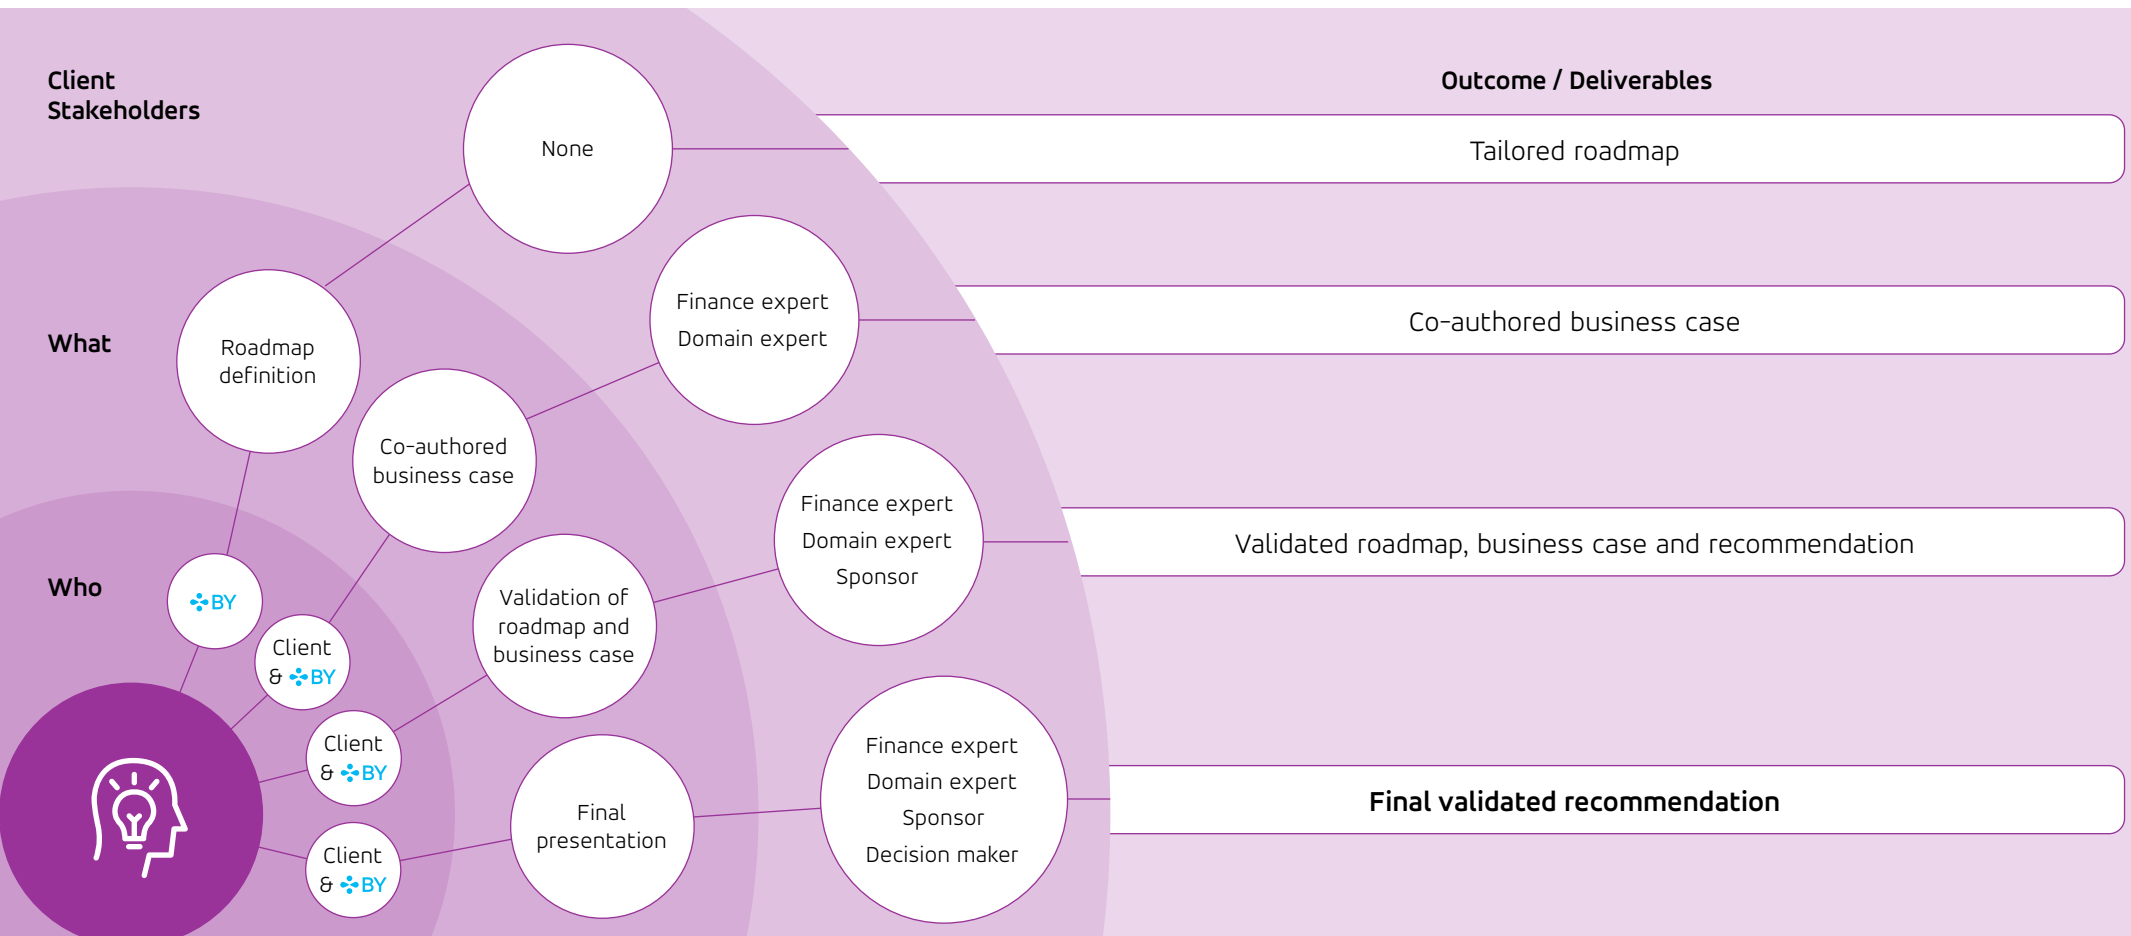 Client
Stakeholders
Outcome / Deliverables
None
Tailored roadmap
Finance expert
Domain expert
Co-authored business case
What
Roadmap
definition
Co-authored
business case
Finance expert
Domain expert
Sponsor
Validated roadmap, business case and recommendation
Who
BY
Client
& BY
Validation of
roadmap and
business case
Client
& BY
Finance expert
Domain expert
Sponsor
Decision maker
Final validated recommendation
Final
presentation
Client
& BY